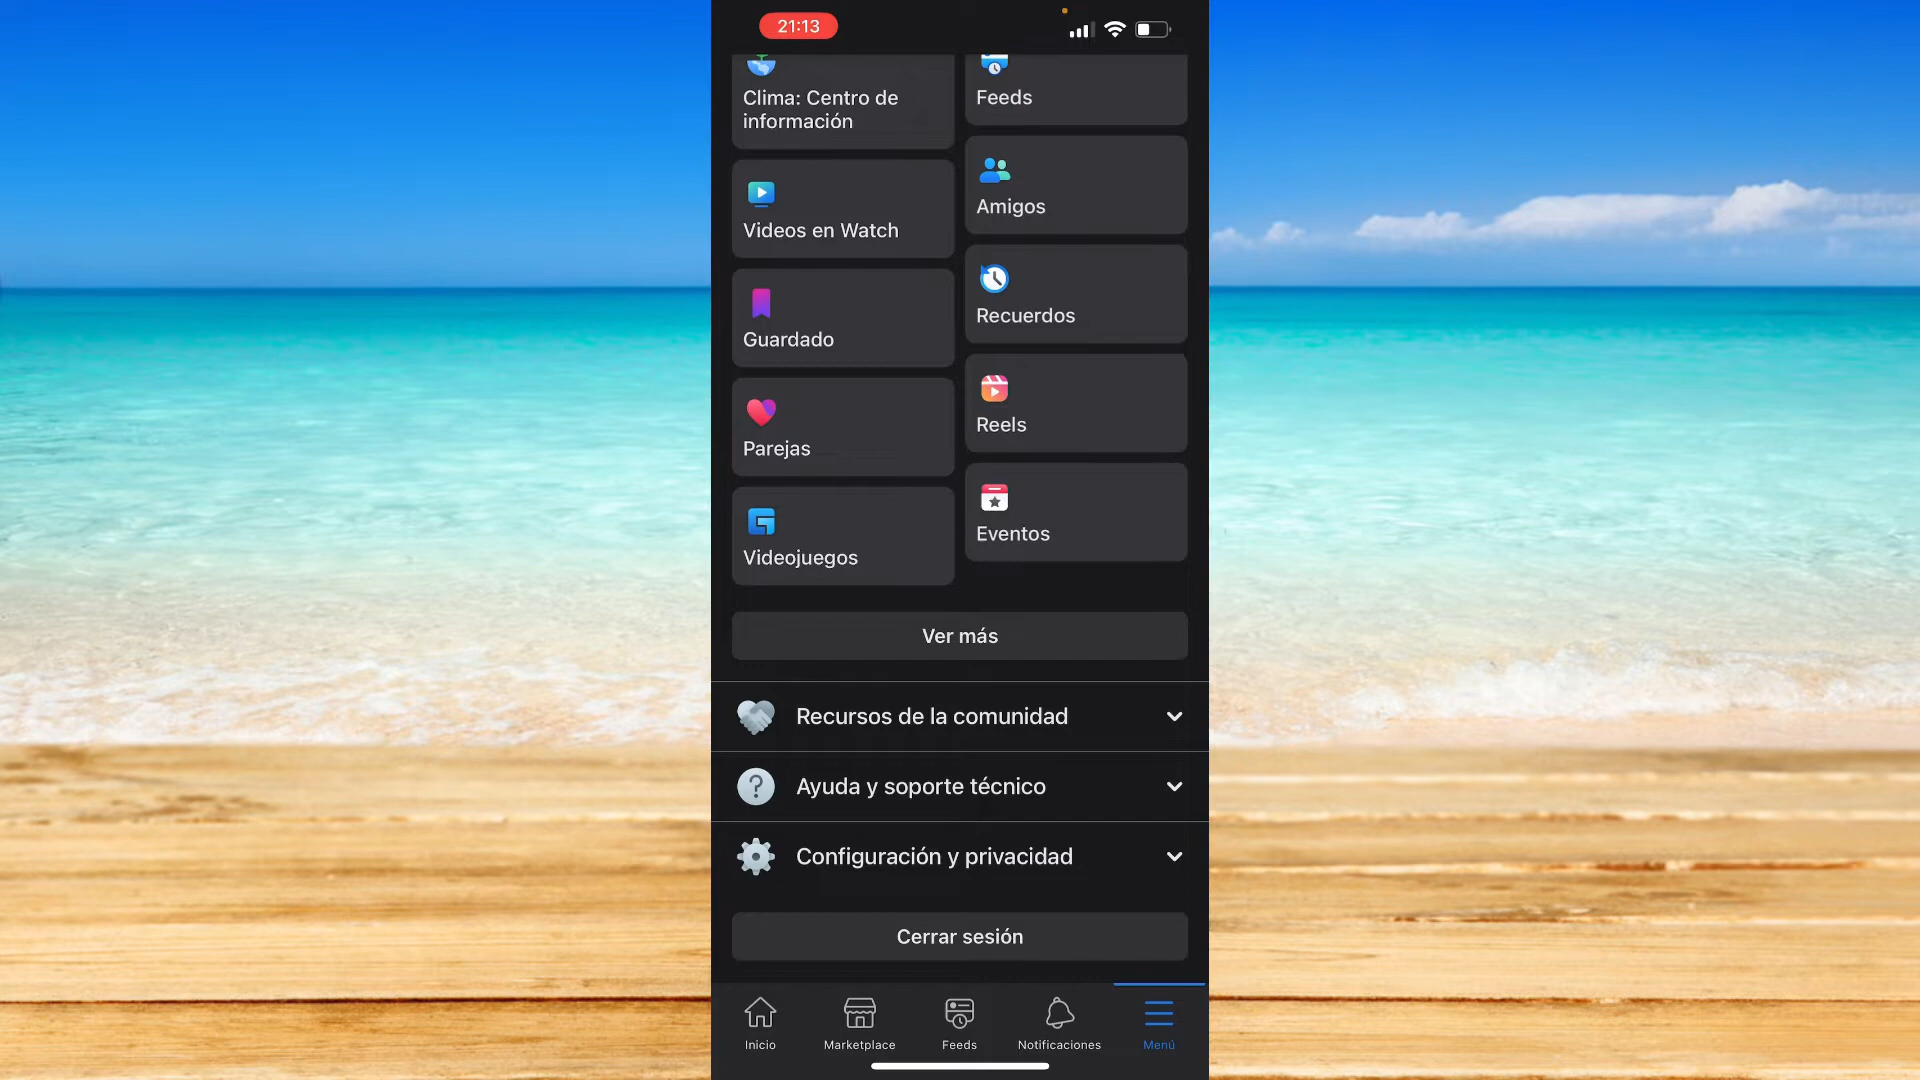 21:13
Clima: Centro de
información
Feeds
Videos en Watch
Amigos
Guardado
Recuerdos
Parejas
Reels
Videojuegos
Eventos
Ver más
Recursos de la comunidad
Ayuda y soporte técnico
Configuración y privacidad
Cerrar sesión
Inicio
Marketplace
Feeds
Notificaciones
Menú